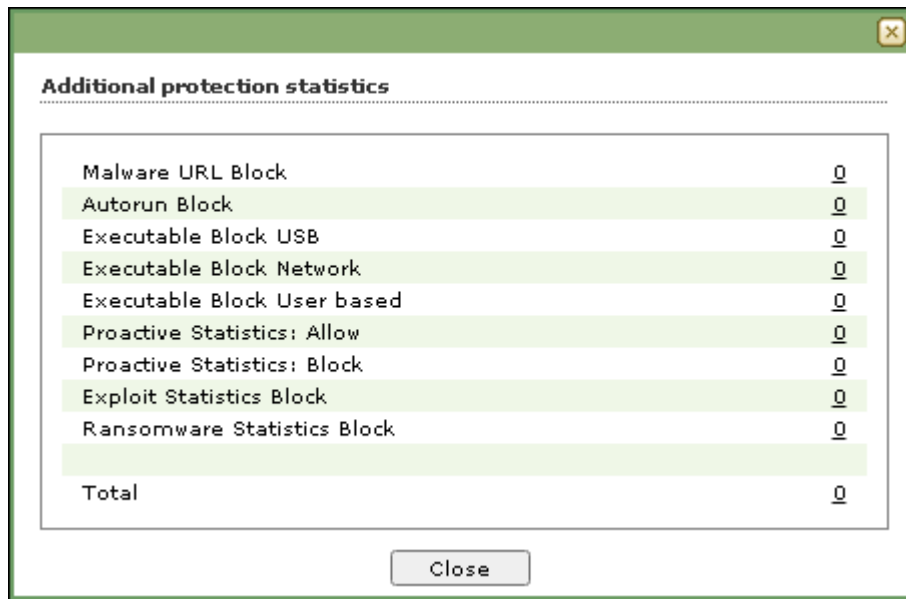 Additional protection statistics
Malware URL Block 0
Autorun Block 0
Executable Block USB 0
Executable Block Network 0
Executable Block User based 0
Proactive Statistics: Allow 0
Proactive Statistics: Block 0
Exploit Statistics Block 0
Ransomware Statistics Block 0
Total 0
Close